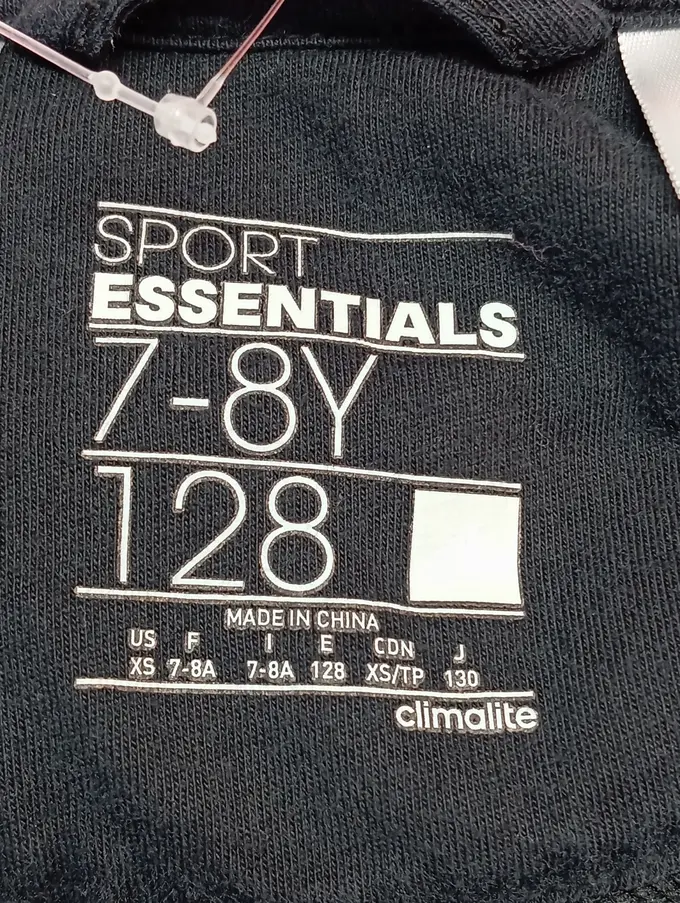 SPORT
ESSENTIALS
7-8Y
128
MADE IN CHINA
US F I E CDN J
XS 7-8A 7-8A 128 XS/TP 130
climalite